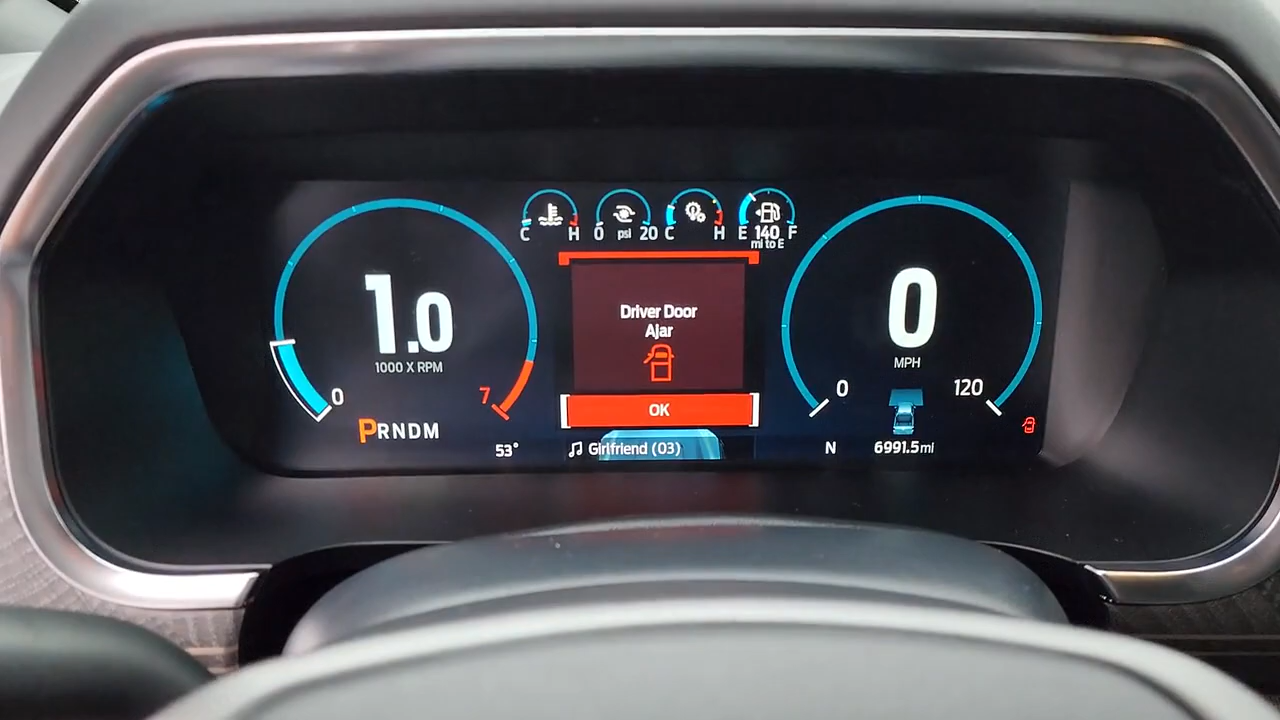 C H 0 psi 20 C H E 140 F
mi to E
1.0
1000 X RPM
0
7
PRNDM
53°
Driver Door
Ajar
OK
Girlfriend (03)
0
MPH
0
120
N
6991.5mi